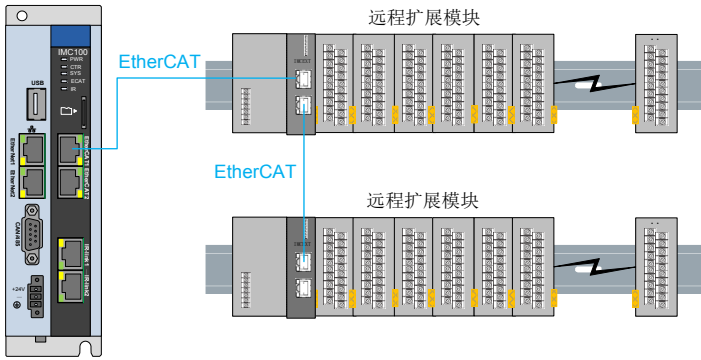 远程扩展模块
IMC100
PWR
CTR
SYS
ECAT
IR
USB
EtherCAT
EtherNet1
EtherNet2
EtherCAT1
EtherCAT2
EtherCAT
远程扩展模块
CAN/485
IR-link1
IR-link2
+24V